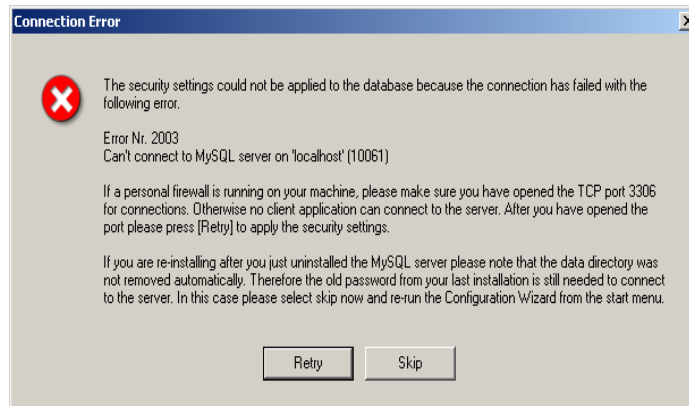 Connection Error
The security settings could not be applied to the database because the connection has failed with the
following error.
Error Nr. 2003
Can't connect to MySQL server on 'localhost' (10061)
If a personal firewall is running on your machine, please make sure you have opened the TCP port 3306
for connections. Otherwise no client application can connect to the server. After you have opened the
port please press [Retry] to apply the security settings.
If you are re-installing after you just uninstalled the MySQL server please note that the data directory was
not removed automatically. Therefore the old password from your last installation is still needed to connect
to the server. In this case please select skip now and re-run the Configuration Wizard from the start menu.
Retry
Skip